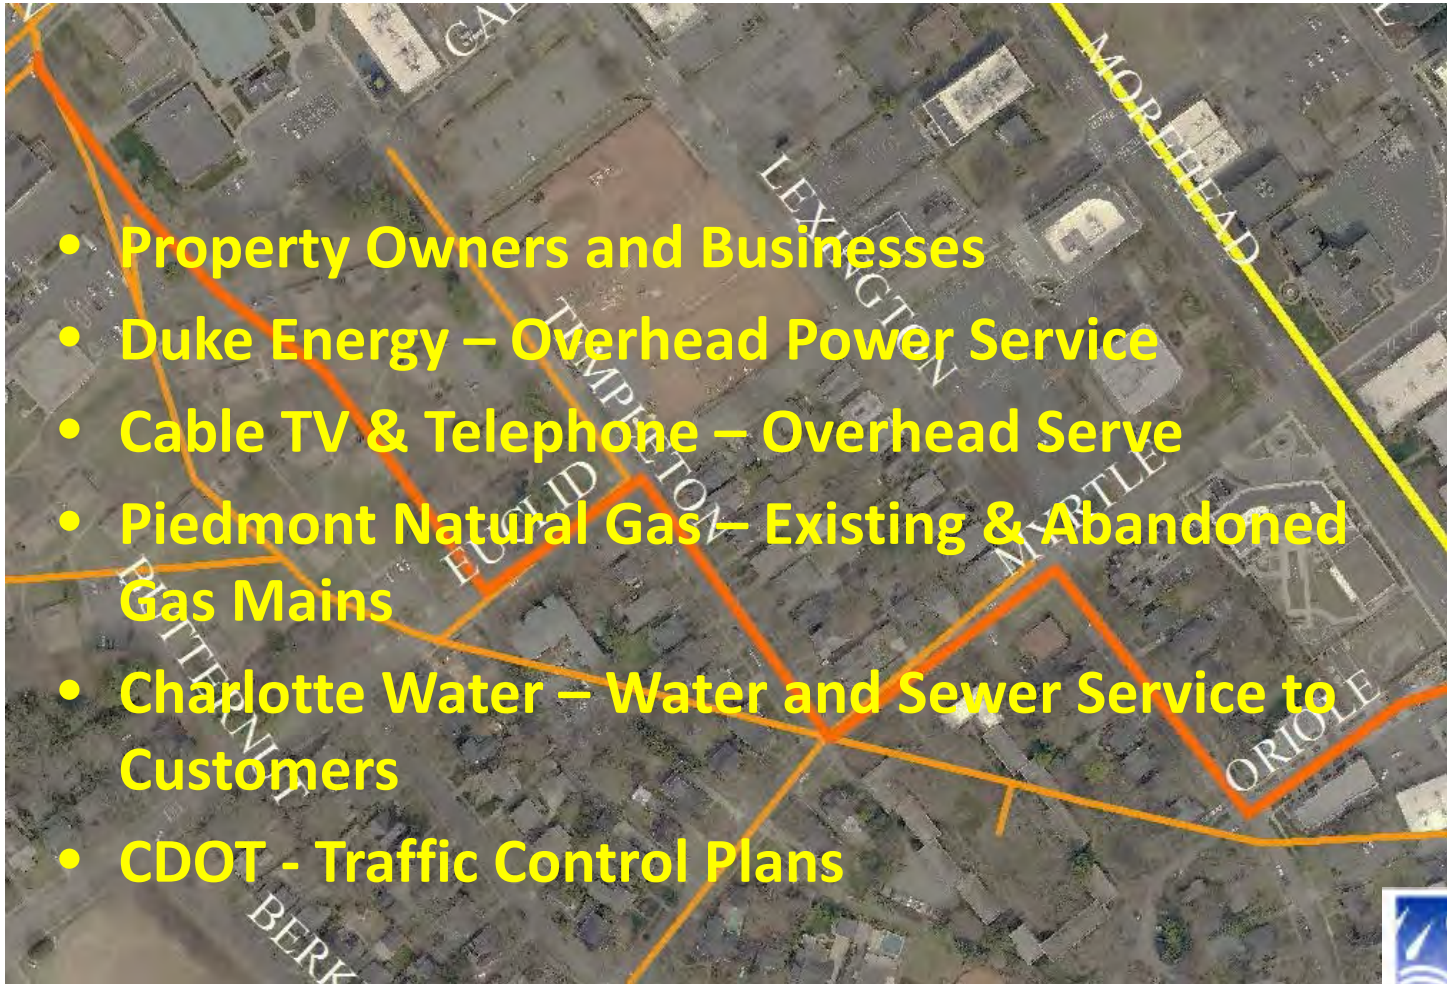 MOREHEAD
LEXINGTON
• Property Owners and Businesses
• Duke Energy – Overhead Power Service
TEMPLETON
• Cable TV & Telephone – Overhead Serve
EUCLID
MYRTLE
• Piedmont Natural Gas – Existing & Abandoned
Gas Mains
BUTTERNUT
• Charlotte Water – Water and Sewer Service to
Customers
ORIOLE
• CDOT - Traffic Control Plans
BERK